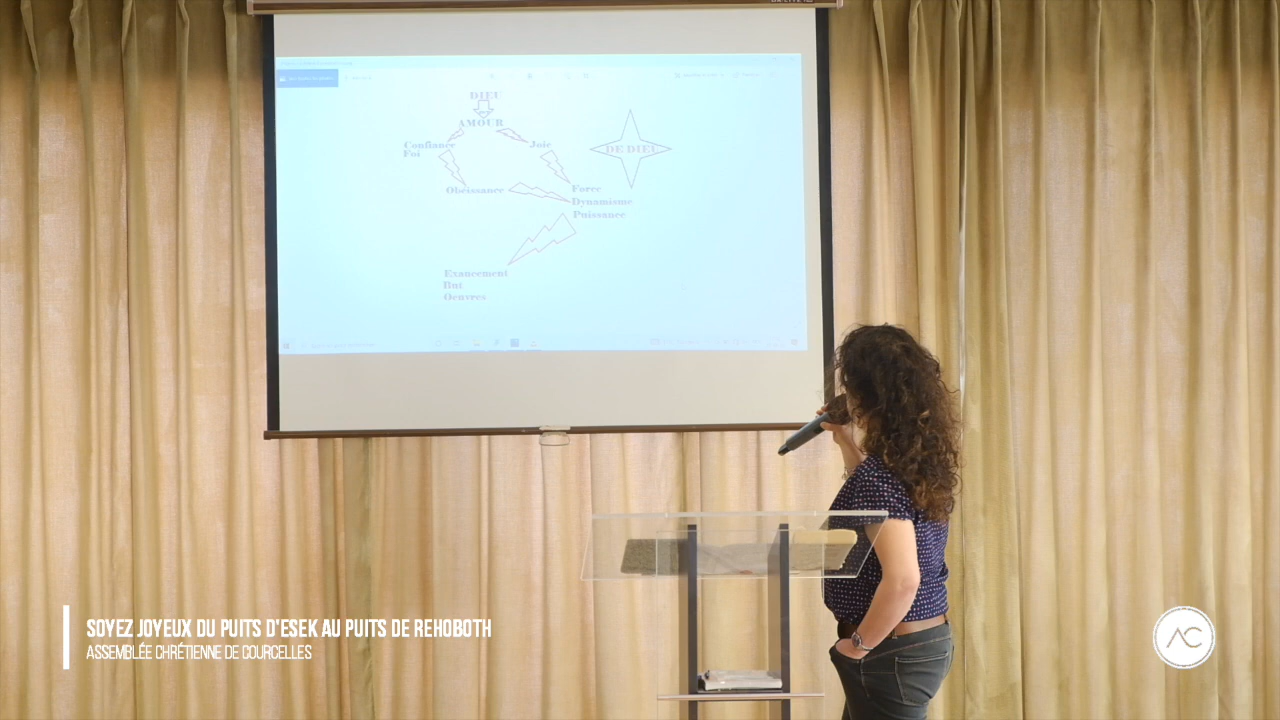 DIEU
AMOUR
Confiance
Foi
Joie
DE DIEU
Obéissance
Force
Dynamisme
Puissance
Exaucement
But
Oeuvres
SOYEZ JOYEUX DU PUITS D'ESEK AU PUITS DE REHOBOTH
ASSEMBLÉE CHRÉTIENNE DE COURCELLES
AC